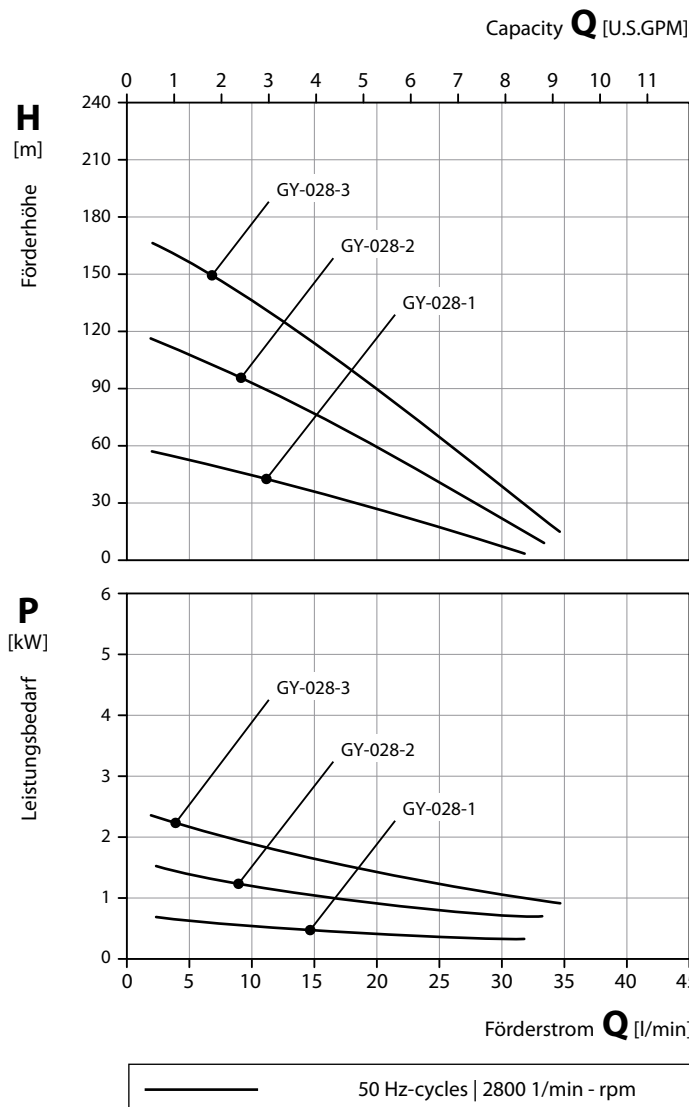 Capacity Q [U.S.GPM]
0 1 2 3 4 5 6 7 8 9 10 11
H
[m]
Förderhöhe
240
210
180
150
120
90
60
30
0
GY-028-3
GY-028-2
GY-028-1
P
[kW]
Leistungsbedarf
6
5
4
3
2
1
0
GY-028-3
GY-028-2
GY-028-1
0 5 10 15 20 25 30 35 40 45
Förderstrom Q [l/min]
50 Hz-cycles | 2800 1/min - rpm